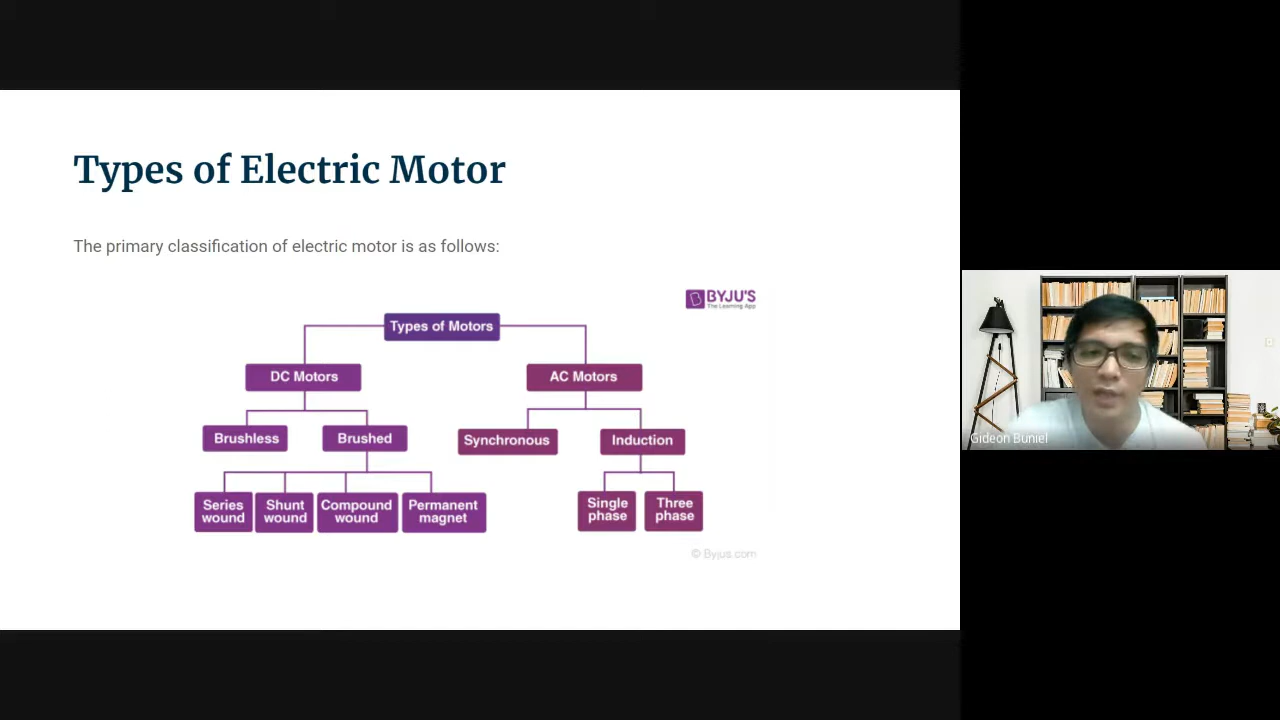 Types of Electric Motor
The primary classification of electric motor is as follows:
BYJU'S
The Learning App
Types of Motors
DC Motors
AC Motors
Brushless
Brushed
Synchronous
Induction
Series
wound
Shunt
wound
Compound
wound
Permanent
magnet
Single
phase
Three
phase
© Byjus.com
Gideon Buniel